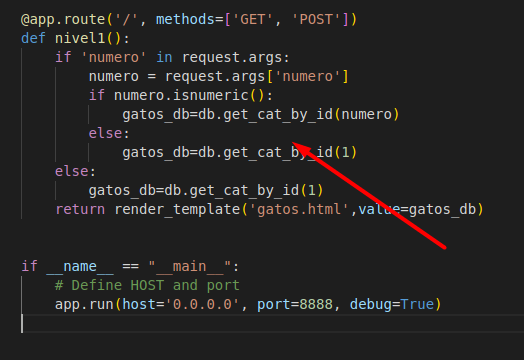 @app.route('/', methods=['GET', 'POST'])
def nivel1():
    if 'numero' in request.args:
        numero = request.args['numero']
        if numero.isnumeric():
            gatos_db=db.get_cat_by_id(numero)
        else:
            gatos_db=db.get_cat_by_id(1)
    else:
        gatos_db=db.get_cat_by_id(1)
    return render_template('gatos.html',value=gatos_db)
if __name__ == "__main__":
    # Define HOST and port
    app.run(host='0.0.0.0', port=8888, debug=True)